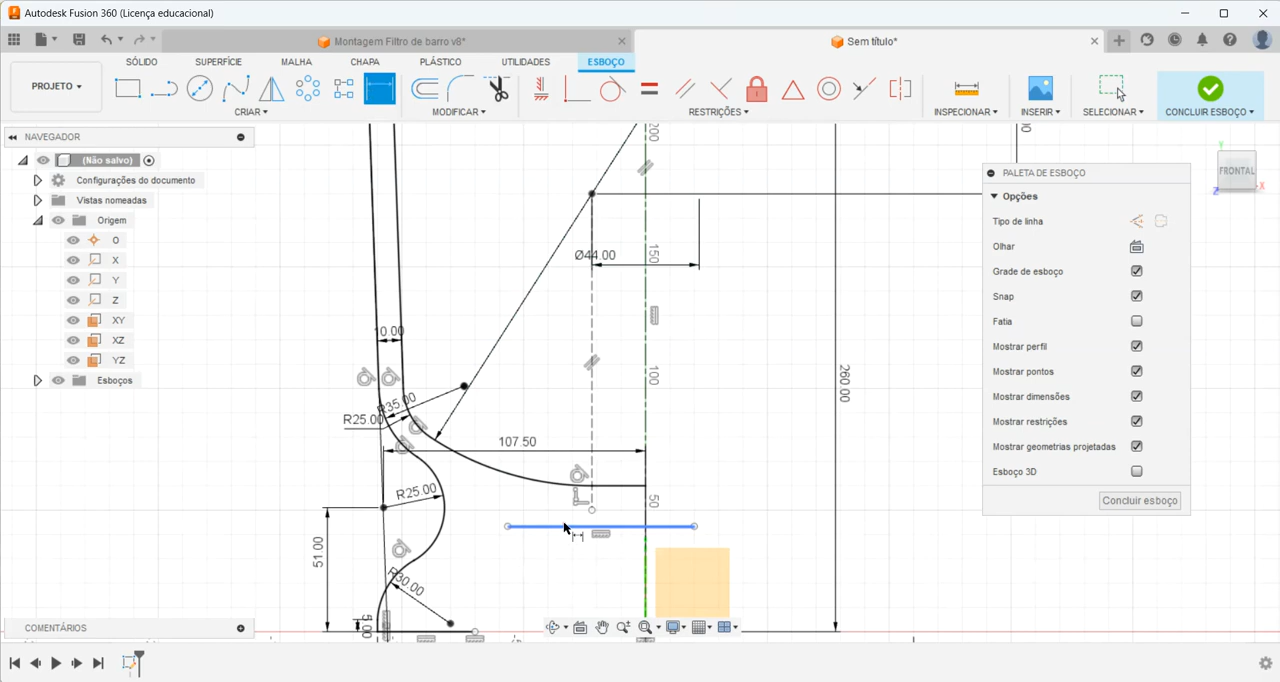 Autodesk Fusion 360 (Licença educacional)
Montagem Filtro de barro v8*
Sem título*
SÓLIDO SUPERFÍCIE MALHA CHAPA PLÁSTICO UTILIDADES ESBOÇO
PROJETO
CRIAR MODIFICAR RESTRIÇÕES INSPECIONAR INSERIR SELECIONAR CONCLUIR ESBOÇO
NAVEGADOR
(Não salvo)
Configurações do documento
Vistas nomeadas
Origem
O
X
Y
Z
XY
XZ
YZ
Esboços
200
150
100
50
Ø44.00
10.00
R35.00
R25.00
107.50
R25.00
51.00
R30.00
5.00
260.00
FRONTAL
Y
X
Z
PALETA DE ESBOÇO
Opções
Tipo de linha
Olhar
Grade de esboço
Snap
Fatia
Mostrar perfil
Mostrar pontos
Mostrar dimensões
Mostrar restrições
Mostrar geometrias projetadas
Esboço 3D
Concluir esboço
COMENTÁRIOS